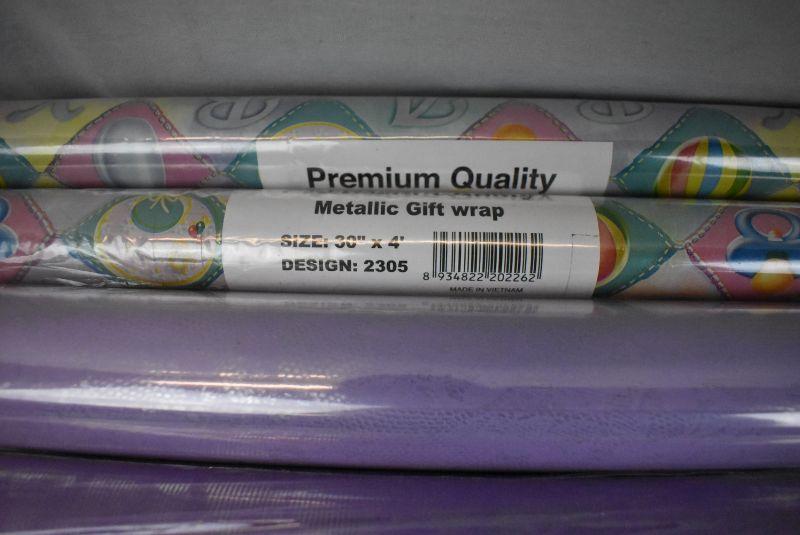 Premium Quality
Metallic Gift wrap
SIZE: 30" x 4'
DESIGN: 2305
8 934822 202262
MADE IN VIETNAM